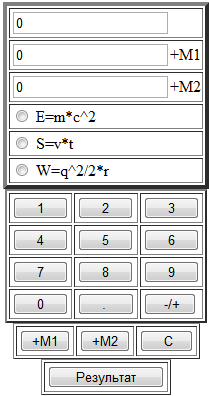 0
0 +M1
0 +M2
E=m*c^2
S=v*t
W=q^2/2*r
1 2 3
4 5 6
7 8 9
0 . -/+
+M1 +M2 C
Результат